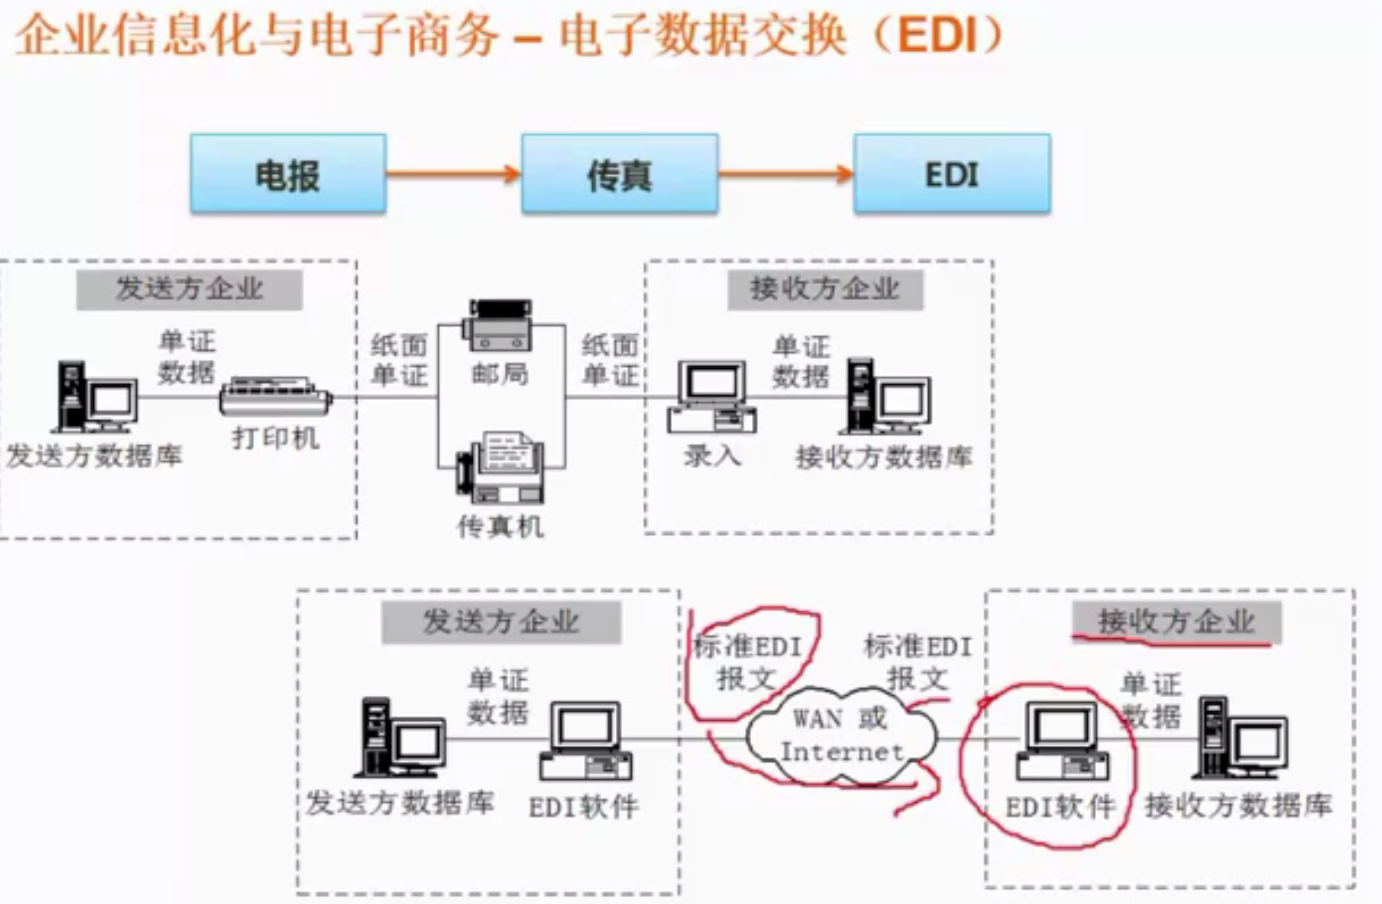 企业信息化与电子商务 – 电子数据交换（EDI）
电报
传真
EDI
发送方企业
单证
数据
发送方数据库
打印机
纸面
单证
邮局
传真机
纸面
单证
接收方企业
单证
数据
录入
接收方数据库
发送方企业
单证
数据
发送方数据库
EDI软件
标准EDI
报文
WAN 或
Internet
标准EDI
报文
接收方企业
单证
数据
EDI软件
接收方数据库